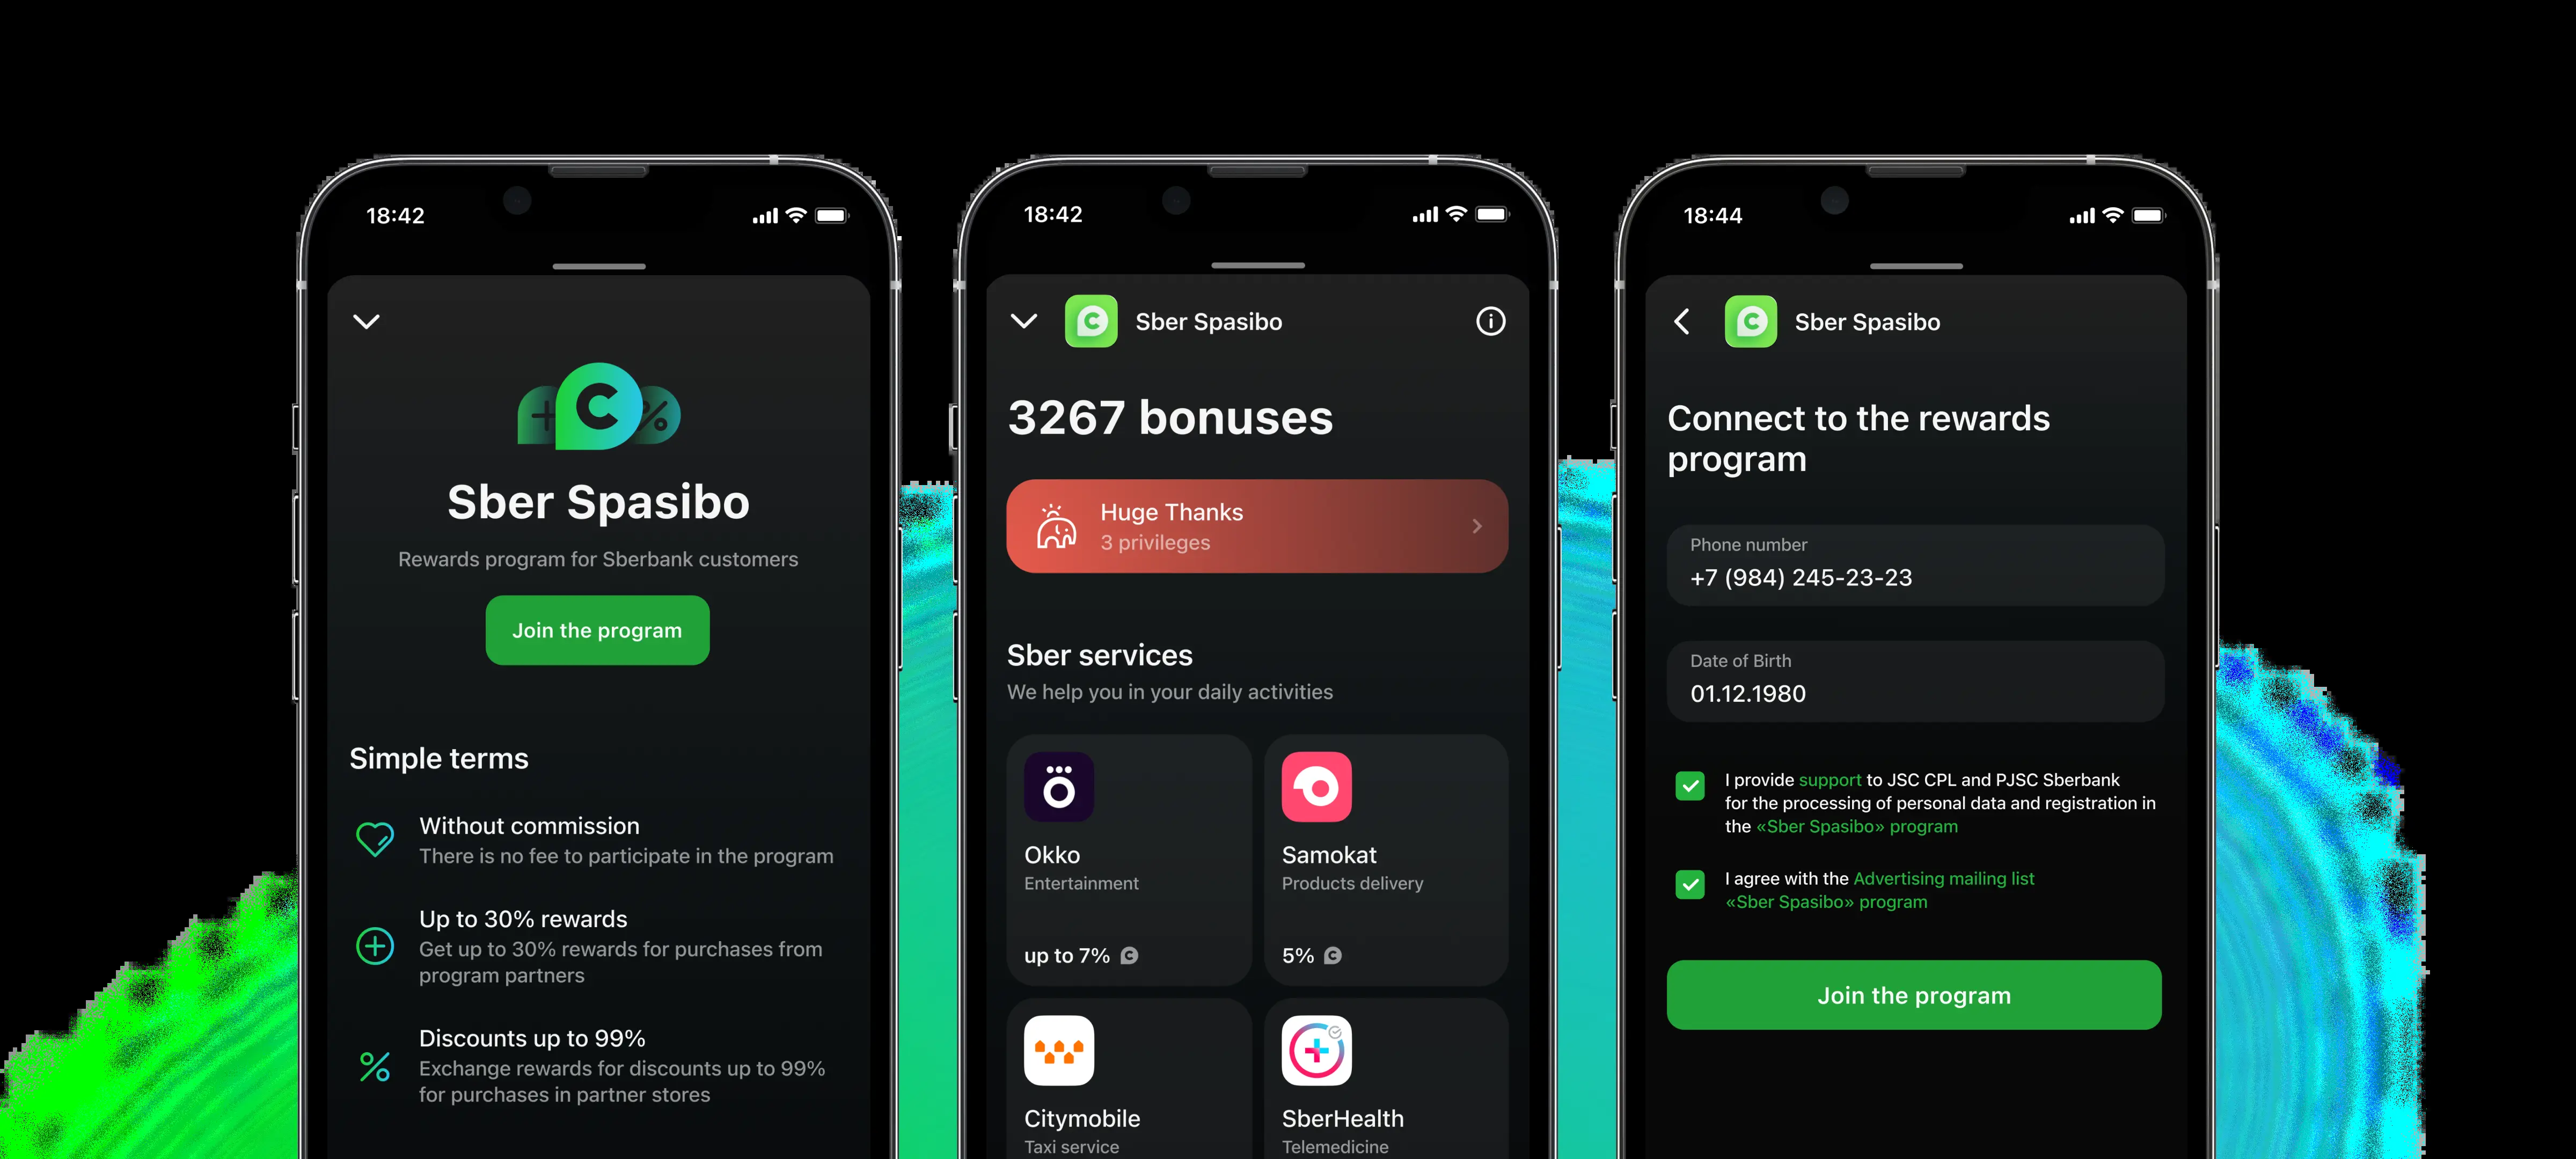 18:42
Sber Spasibo
Rewards program for Sberbank customers
Join the program
Simple terms
Without commission
There is no fee to participate in the program
Up to 30% rewards
Get up to 30% rewards for purchases from
program partners
Discounts up to 99%
Exchange rewards for discounts up to 99%
for purchases in partner stores
18:42
Sber Spasibo
3267 bonuses
Huge Thanks
3 privileges
Sber services
We help you in your daily activities
Okko
Entertainment
up to 7%
Samokat
Products delivery
5%
Citymobile
Taxi service
SberHealth
Telemedicine
18:44
Sber Spasibo
Connect to the rewards
program
Phone number
+7 (984) 245-23-23
Date of Birth
01.12.1980
I provide support to JSC CPL and PJSC Sberbank
for the processing of personal data and registration in
the «Sber Spasibo» program
I agree with the Advertising mailing list
«Sber Spasibo» program
Join the program